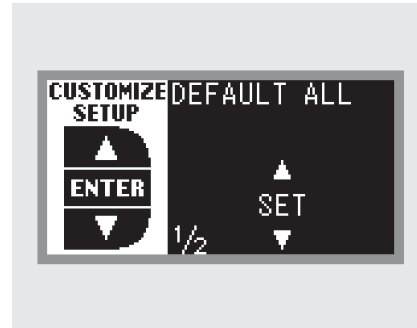 CUSTOMIZE
SETUP
ENTER
DEFAULT ALL
SET
1/2